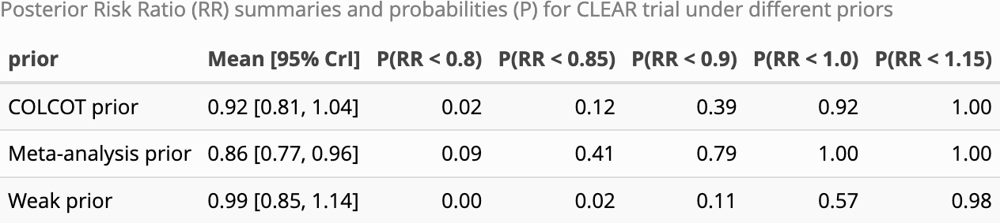 Posterior Risk Ratio (RR) summaries and probabilities (P) for CLEAR trial under different priors
prior Mean [95% CrI] P(RR < 0.8) P(RR < 0.85) P(RR < 0.9) P(RR < 1.0) P(RR < 1.15)
COLCOT prior 0.92 [0.81, 1.04] 0.02 0.12 0.39 0.92 1.00
Meta-analysis prior 0.86 [0.77, 0.96] 0.09 0.41 0.79 1.00 1.00
Weak prior 0.99 [0.85, 1.14] 0.00 0.02 0.11 0.57 0.98